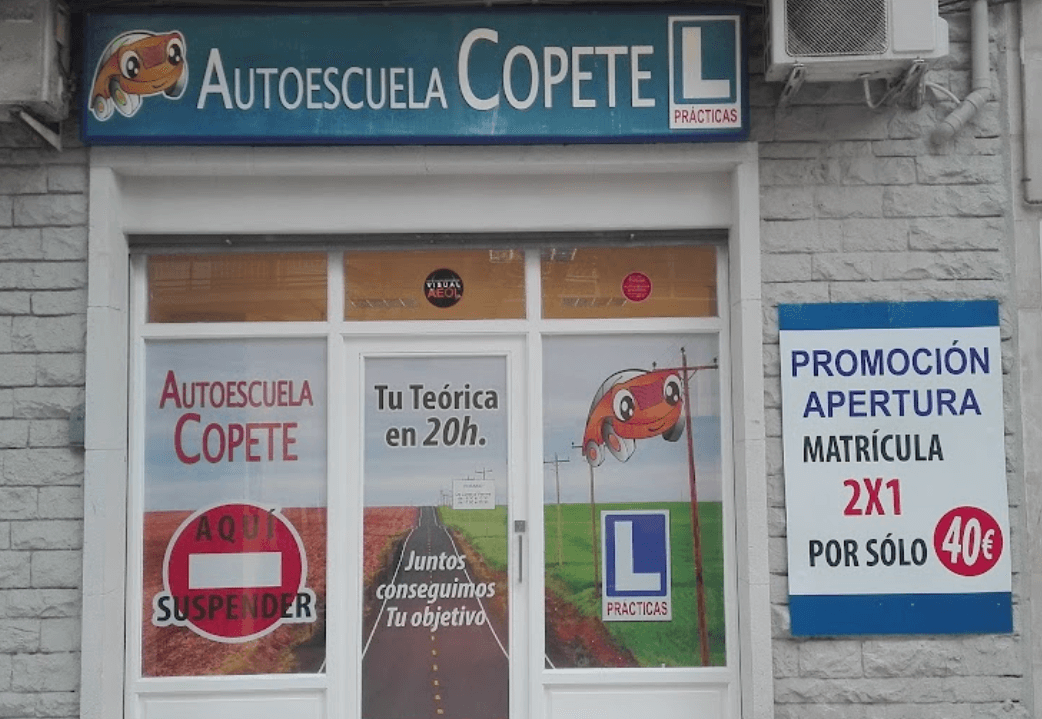 AUTOESCUELA COPETE
L
PRÁCTICAS
VISUAL
AEOL
AUTOESCUELA
COPETE
AQUÍ
SUSPENDER
Tu Teórica
en 20h.
Juntos
conseguimos
Tu objetivo
L
PRACTICAS
PROMOCIÓN
APERTURA
MATRÍCULA
2X1
POR SÓLO 40€